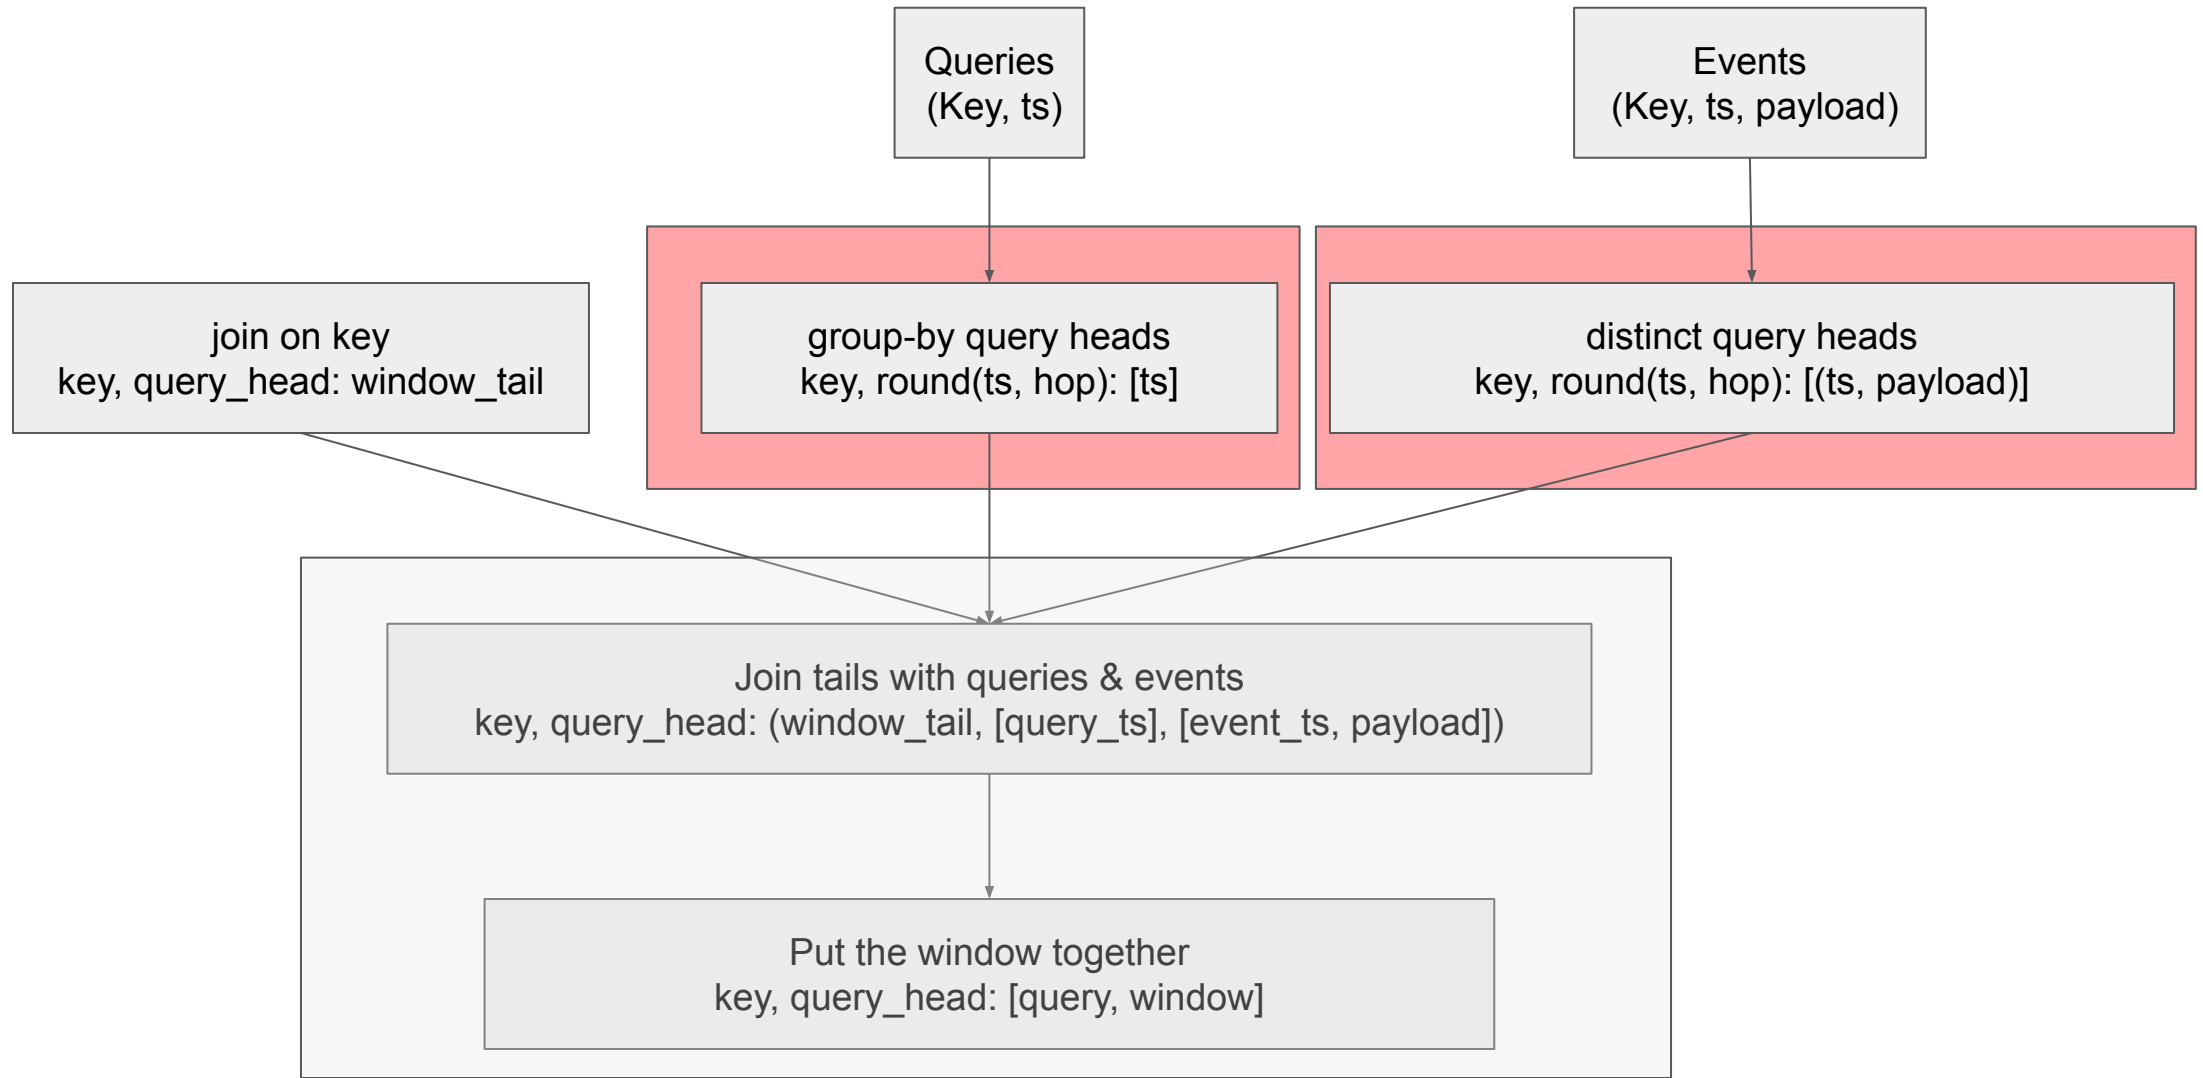 Queries
(Key, ts)
Events
(Key, ts, payload)
join on key
key, query_head: window_tail
group-by query heads
key, round(ts, hop): [ts]
distinct query heads
key, round(ts, hop): [(ts, payload)]
Join tails with queries & events
key, query_head: (window_tail, [query_ts], [event_ts, payload])
Put the window together
key, query_head: [query, window]